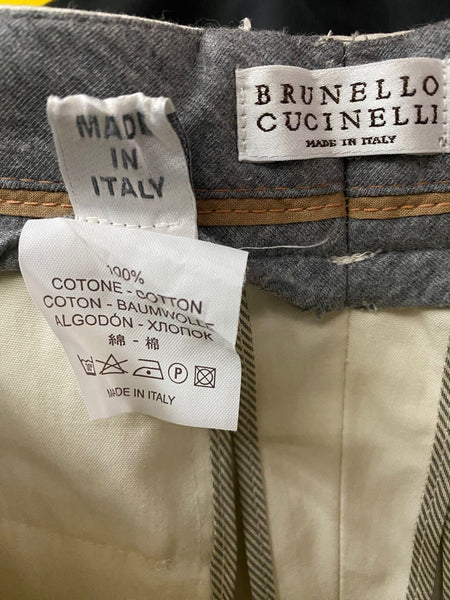 BRUNELLO
CUCINELLI
MADE IN ITALY
MADE
IN
ITALY
100%
COTONE - COTTON
COTON - BAUMWOLLE
ALGODÓN - ХЛОПОК
綿 - 棉
P
MADE IN ITALY